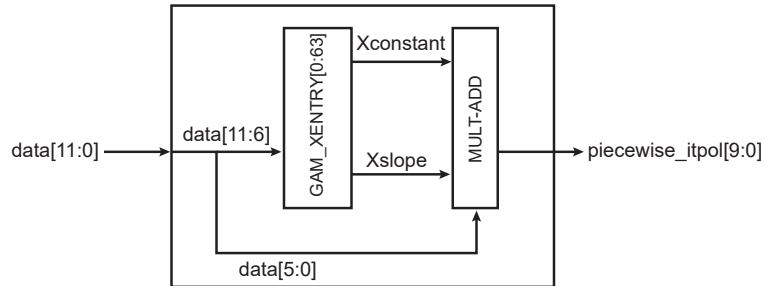 Xconstant
GAM_XENTRY[0:63]
MULT-ADD
data[11:6]
data[11:0]
piecewise_itpol[9:0]
Xslope
data[5:0]